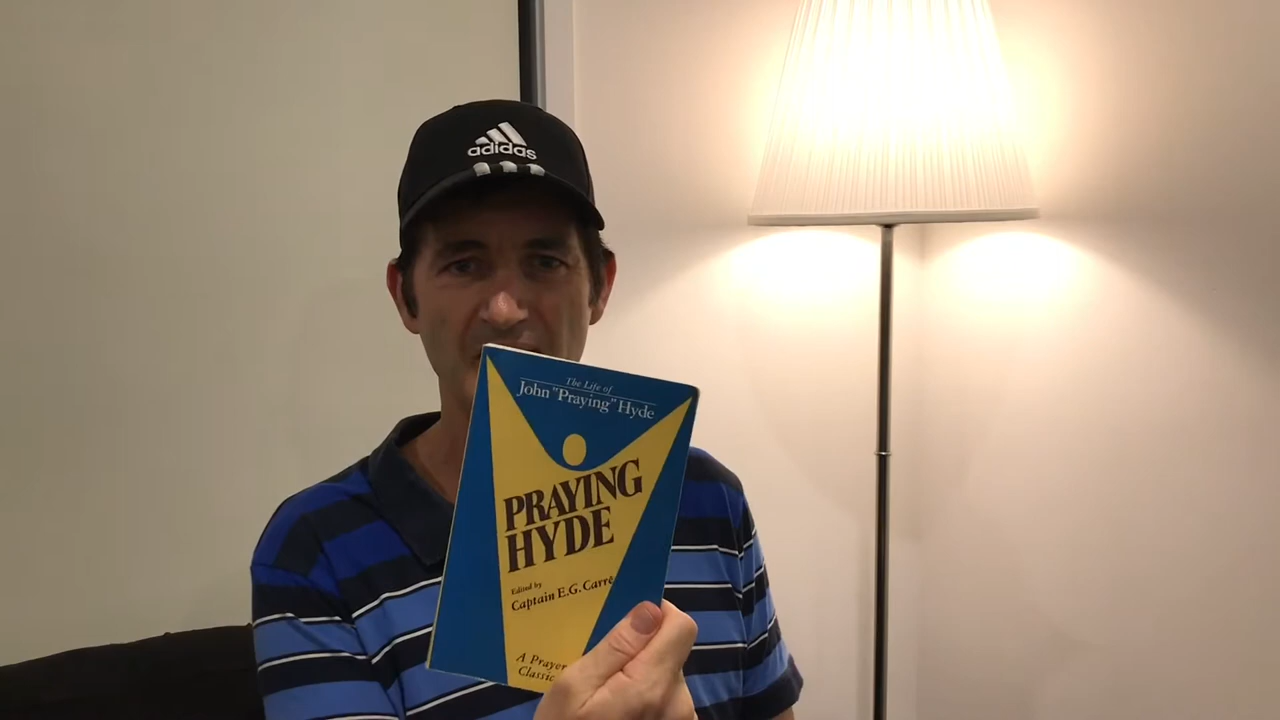 adidas
The Life of
John "Praying" Hyde
PRAYING
HYDE
Edited by
Captain E.G. Carré
A Prayer
Classic